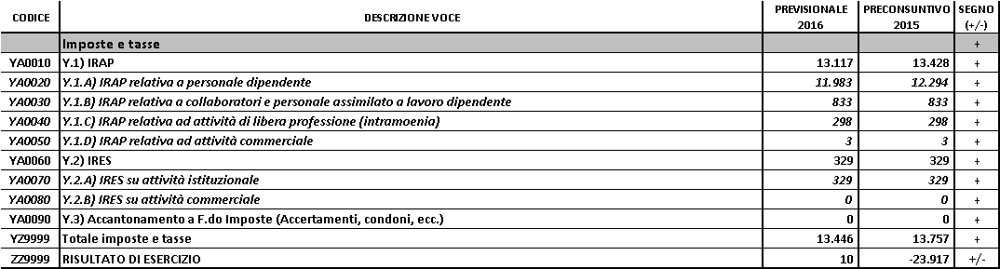 CODICE DESCRIZIONE VOCE PREVISIONALE 2016 PRECONSUNTIVO 2015 SEGNO (+/-)
Imposte e tasse +
YA0010 Y.1) IRAP 13.117 13.428 +
YA0020 Y.1.A) IRAP relativa a personale dipendente 11.983 12.294 +
YA0030 Y.1.B) IRAP relativa a collaboratori e personale assimilato a lavoro dipendente 833 833 +
YA0040 Y.1.C) IRAP relativa ad attività di libera professione (intramoenia) 298 298 +
YA0050 Y.1.D) IRAP relativa ad attività commerciale 3 3 +
YA0060 Y.2) IRES 329 329 +
YA0070 Y.2.A) IRES su attività istituzionale 329 329 +
YA0080 Y.2.B) IRES su attività commerciale 0 0 +
YA0090 Y.3) Accantonamento a F.do Imposte (Accertamenti, condoni, ecc.) 0 0 +
YZ9999 Totale imposte e tasse 13.446 13.757 +
ZZ9999 RISULTATO DI ESERCIZIO 10 -23.917 +/-